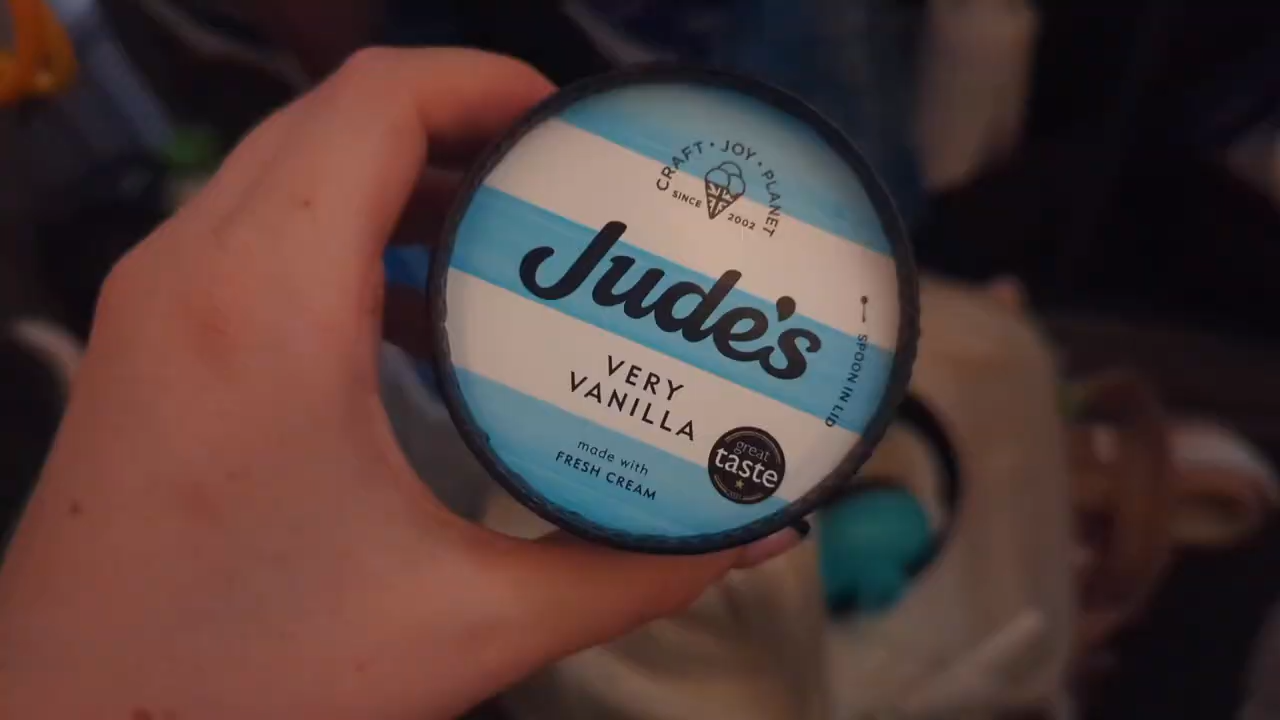 CRAFT • JOY • PLANET
SINCE 2002
Jude's
SPOON IN LID
VERY
VANILLA
made with
FRESH CREAM
great
taste